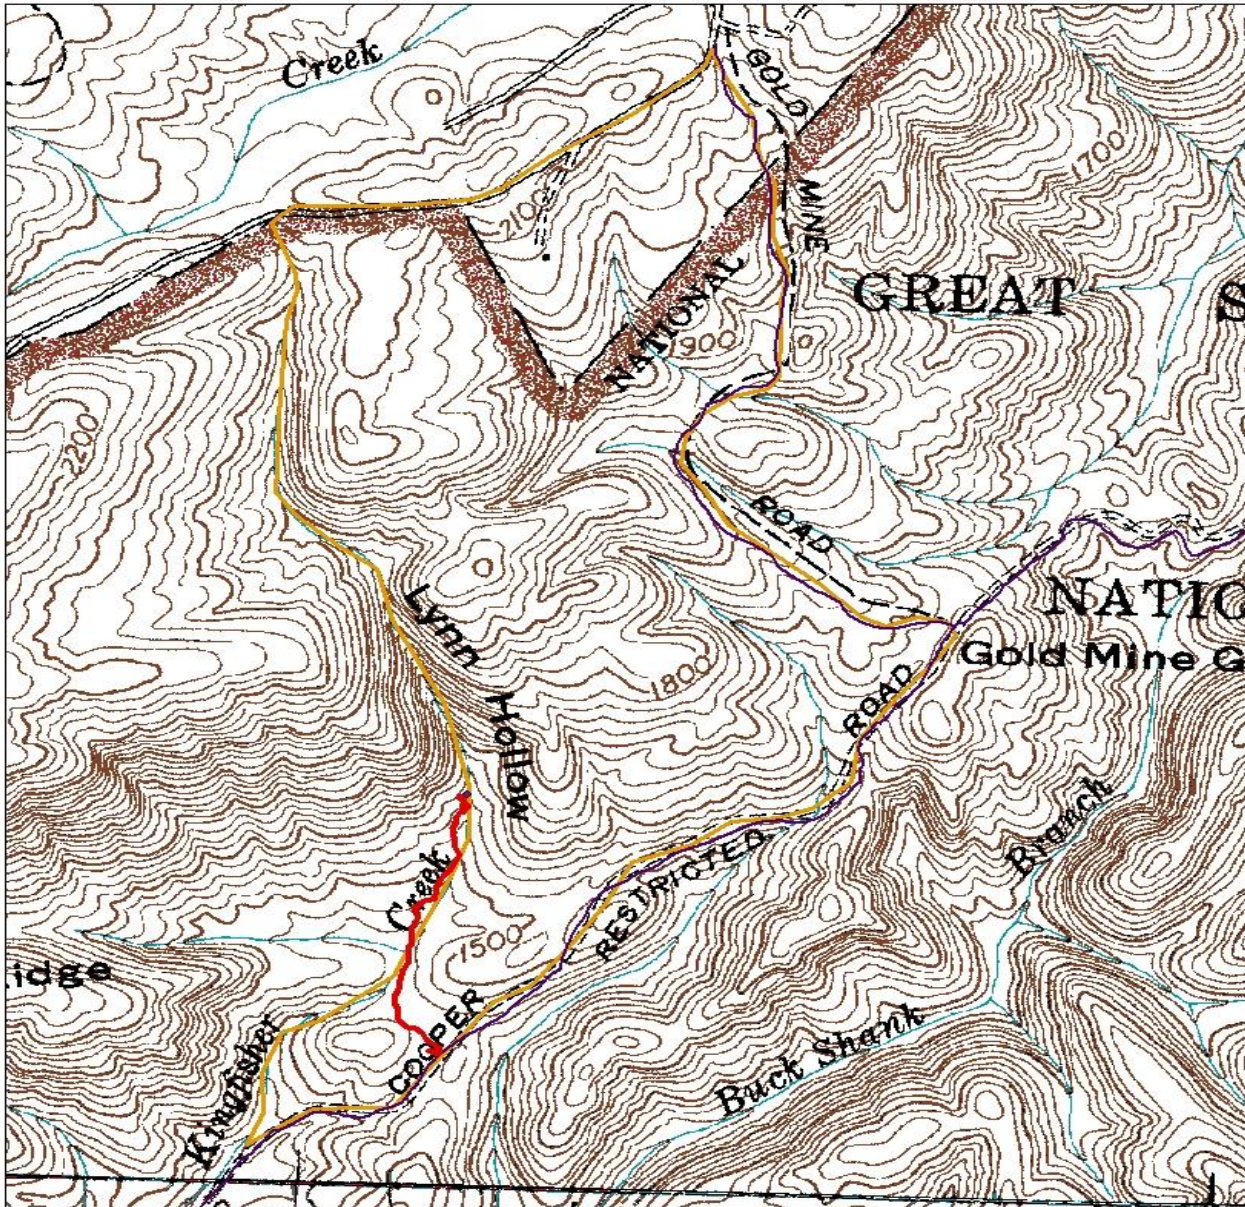 Creek
GOLD
MINE
1700
2100
GREAT S
NATIONAL
1900
2200
ROAD
Lynn
Hollow
NATIO
Gold Mine G
1800
ROAD
Branch
RESTRICTED
Creek
1500
idge
COOPER
Buck Shank
Kingfisher